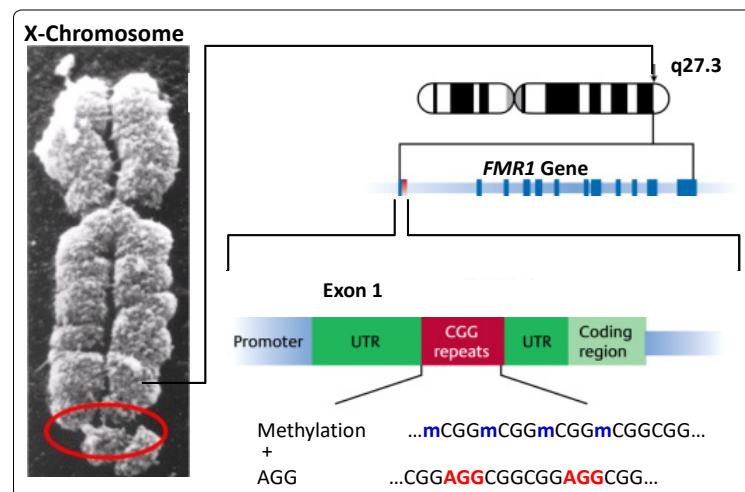 X-Chromosome
q27.3
FMR1 Gene
Exon 1
Promoter
UTR
CGG
repeats
UTR
Coding
region
Methylation
...mCGGmCGGmCGGmCGGCGG...
+
AGG
...CGGAGGCGGCGGAGGCGG...